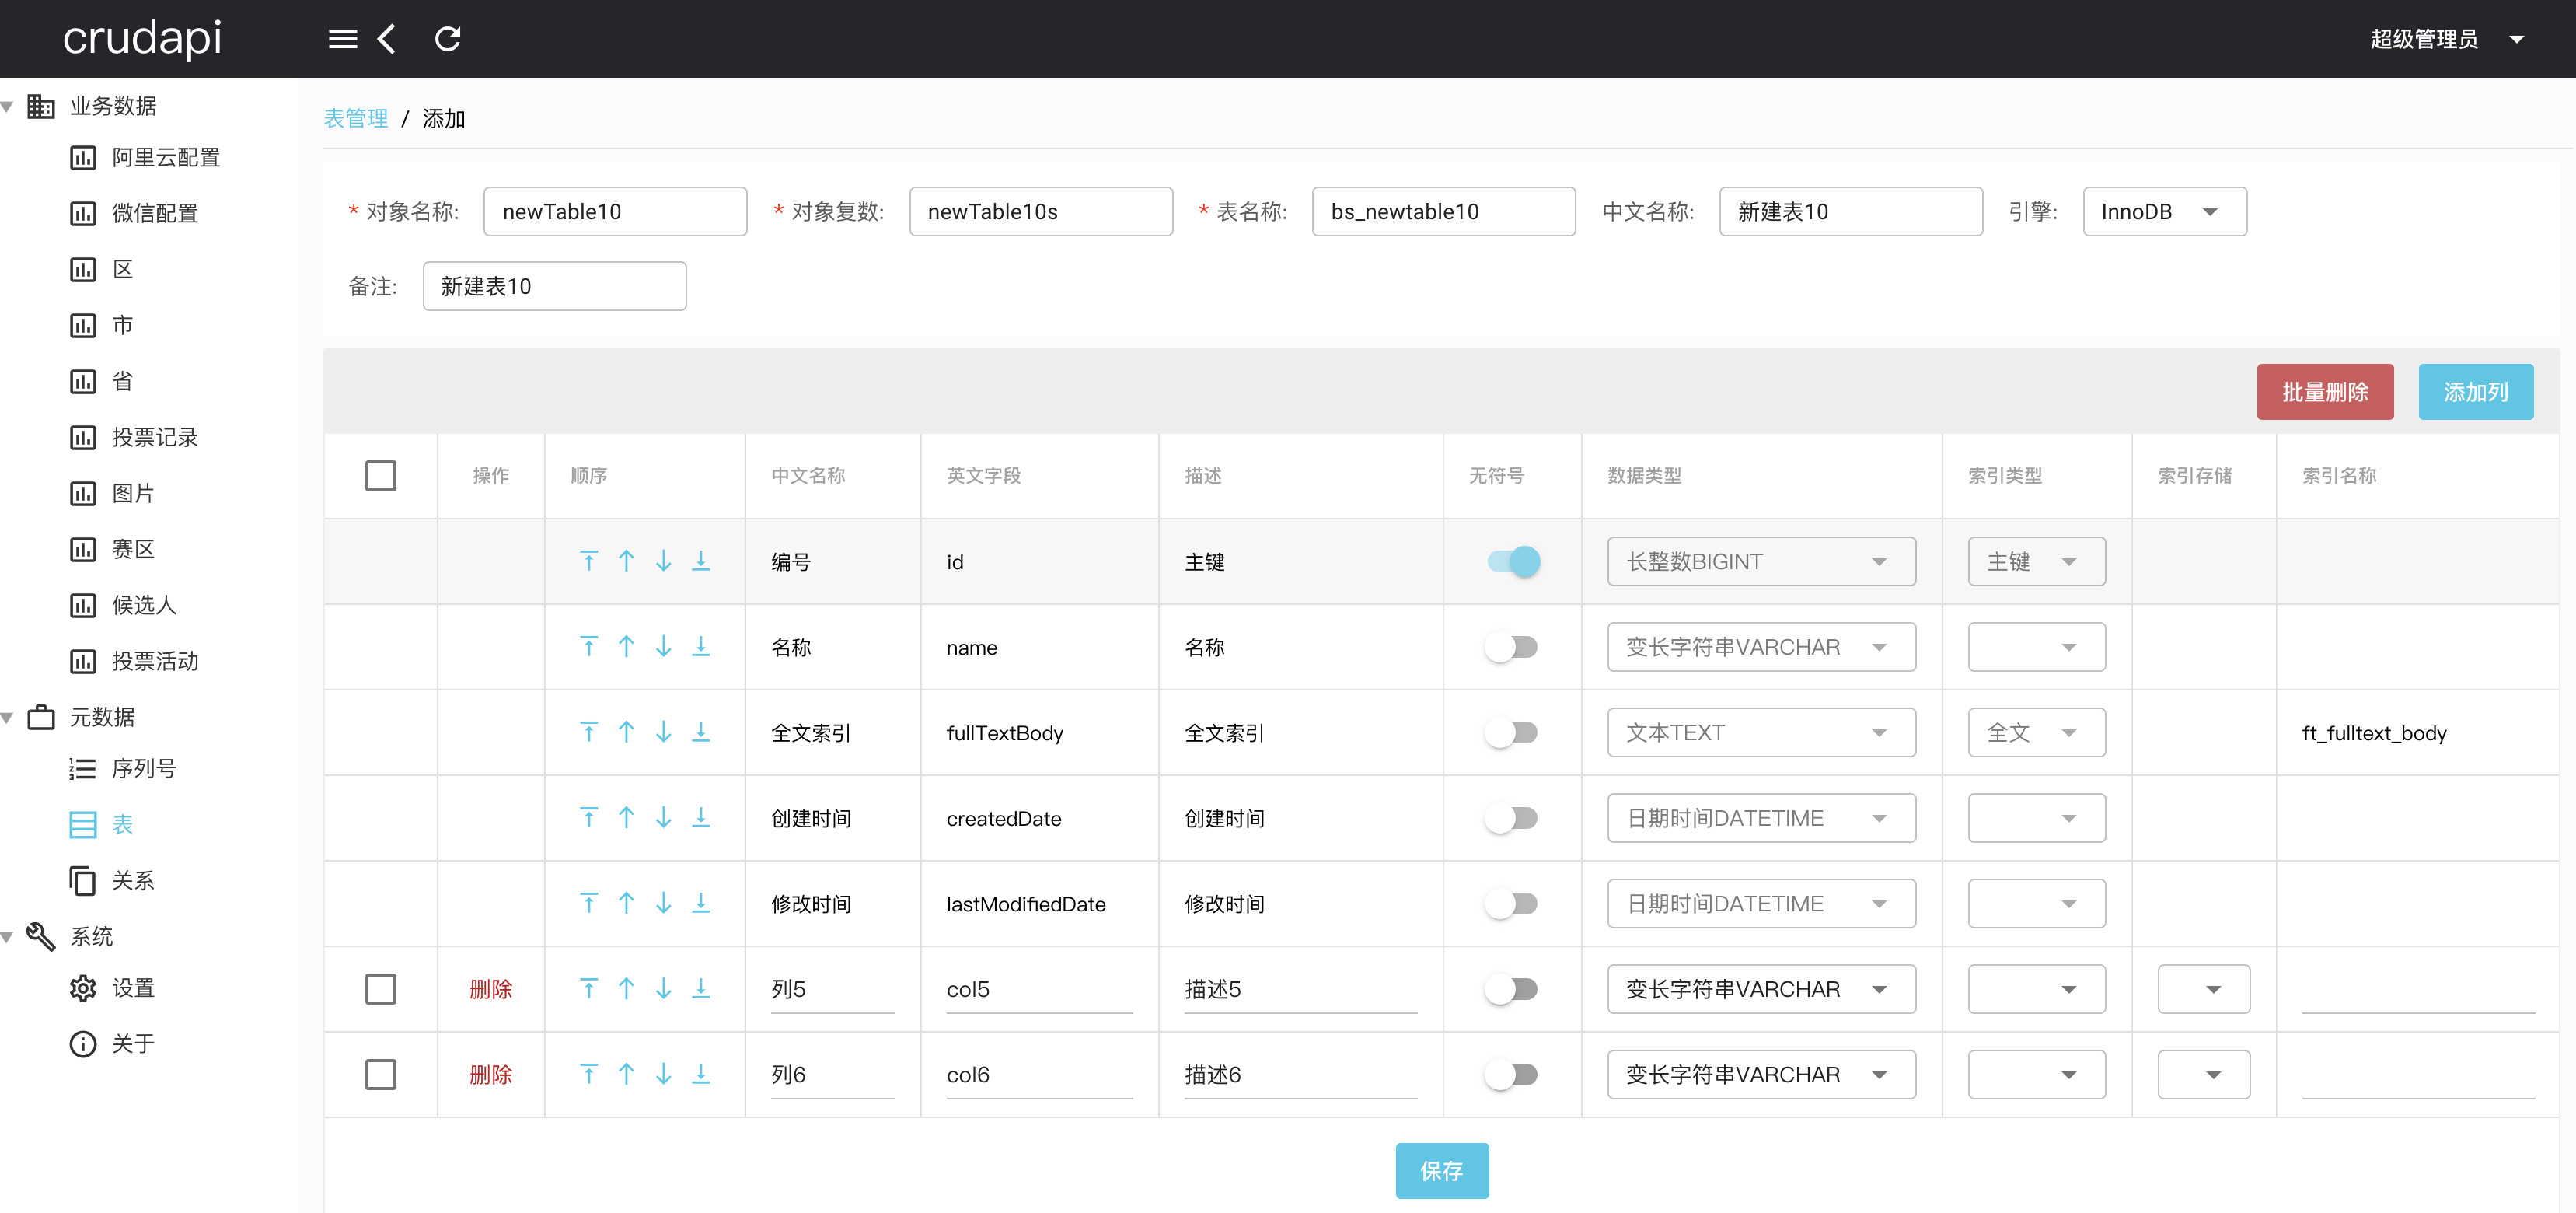 crudapi
超级管理员
业务数据
阿里云配置
微信配置
区
市
省
投票记录
图片
赛区
候选人
投票活动
元数据
序列号
表
关系
系统
设置
关于
表管理 / 添加
* 对象名称: newTable10 * 对象复数: newTable10s * 表名称: bs_newtable10 中文名称: 新建表10 引擎: InnoDB
备注: 新建表10
批量删除 添加列
操作 顺序 中文名称 英文字段 描述 无符号 数据类型 索引类型 索引存储 索引名称
编号 id 主键 长整数BIGINT 主键
名称 name 名称 变长字符串VARCHAR
全文索引 fullTextBody 全文索引 文本TEXT 全文 ft_fulltext_body
创建时间 createdDate 创建时间 日期时间DATETIME
修改时间 lastModifiedDate 修改时间 日期时间DATETIME
删除 列5 col5 描述5 变长字符串VARCHAR
删除 列6 col6 描述6 变长字符串VARCHAR
保存